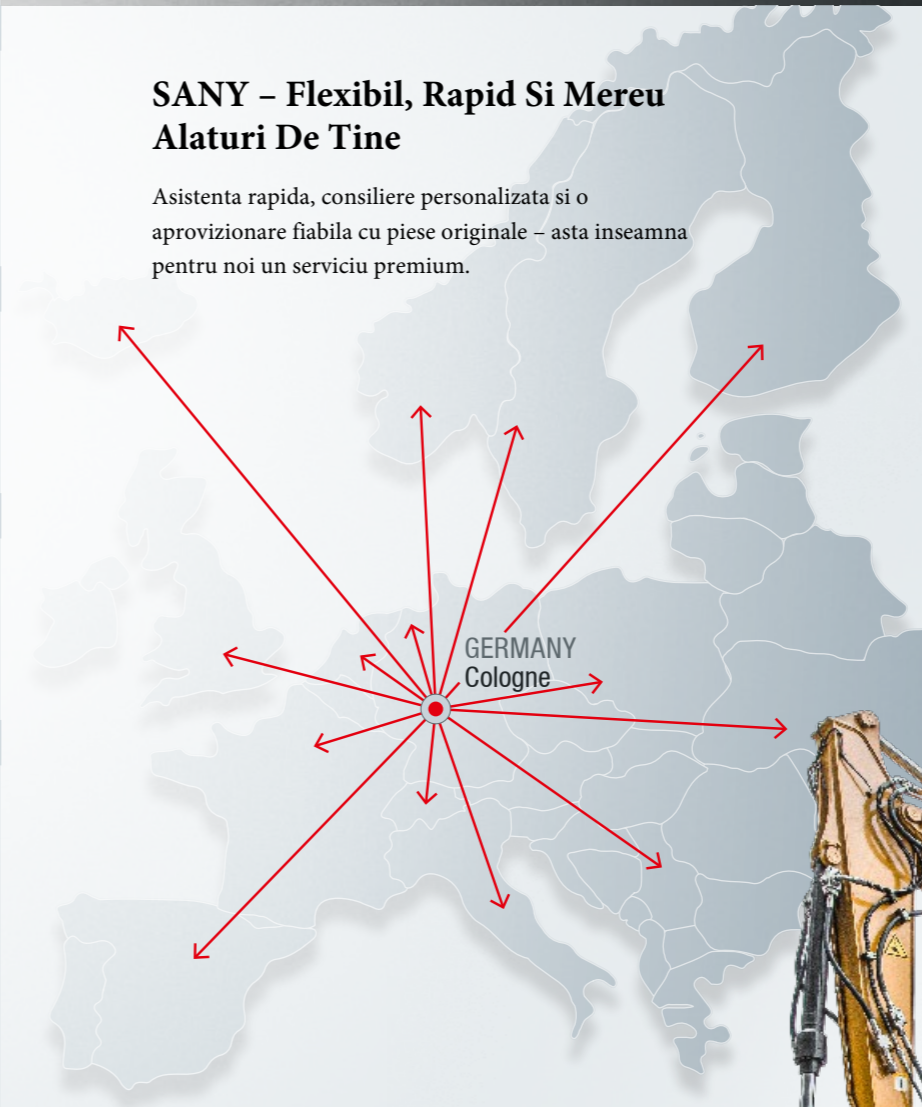 SANY – Flexibil, Rapid Si Mereu
Alaturi De Tine
Asistenta rapida, consiliere personalizata si o
aprovizionare fiabila cu piese originale – asta inseamna
pentru noi un serviciu premium.
GERMANY
Cologne